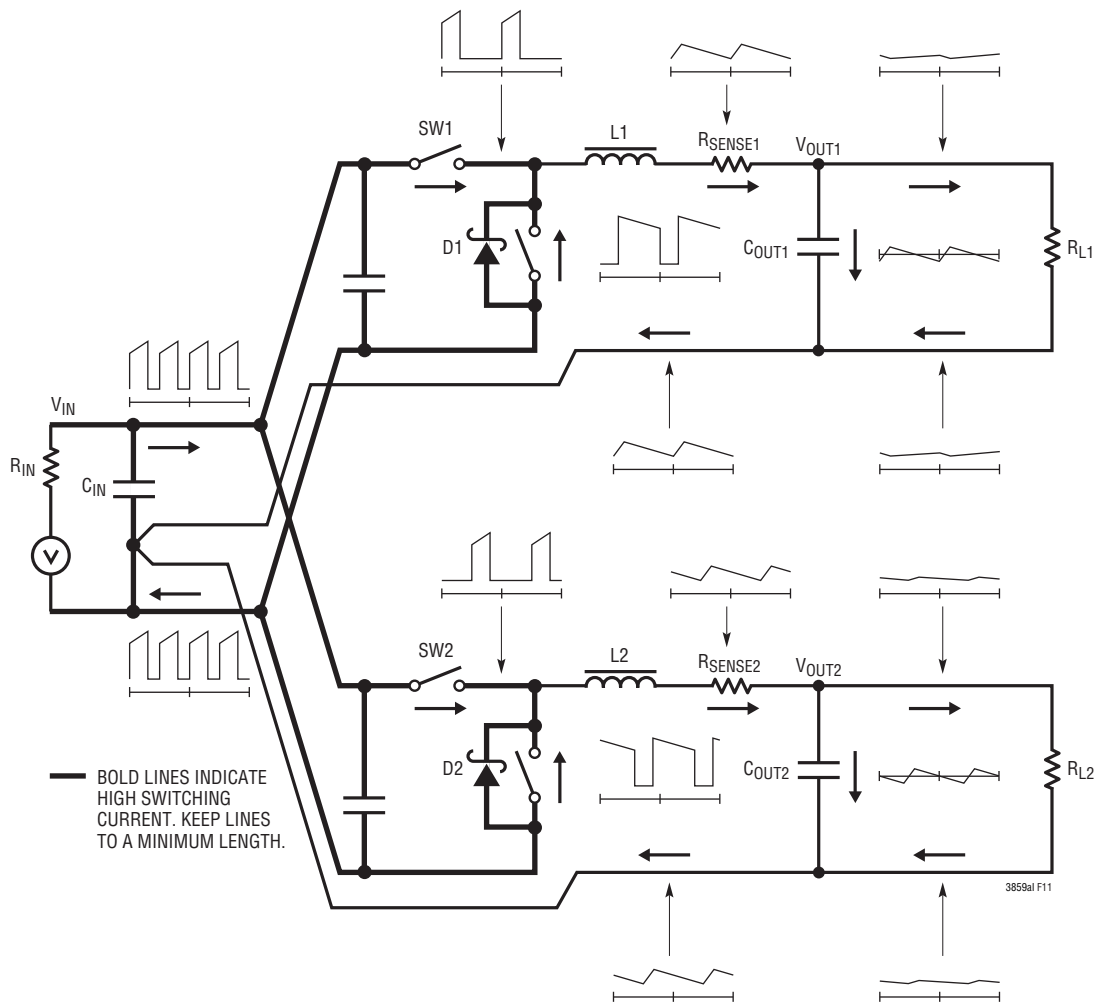 SW1
L1
RSENSE1
VOUT1
D1
COUT1
RL1
VIN
RIN
CIN
V
SW2
L2
RSENSE2
VOUT2
D2
COUT2
RL2
BOLD LINES INDICATE
HIGH SWITCHING
CURRENT. KEEP LINES
TO A MINIMUM LENGTH.
3859al F11